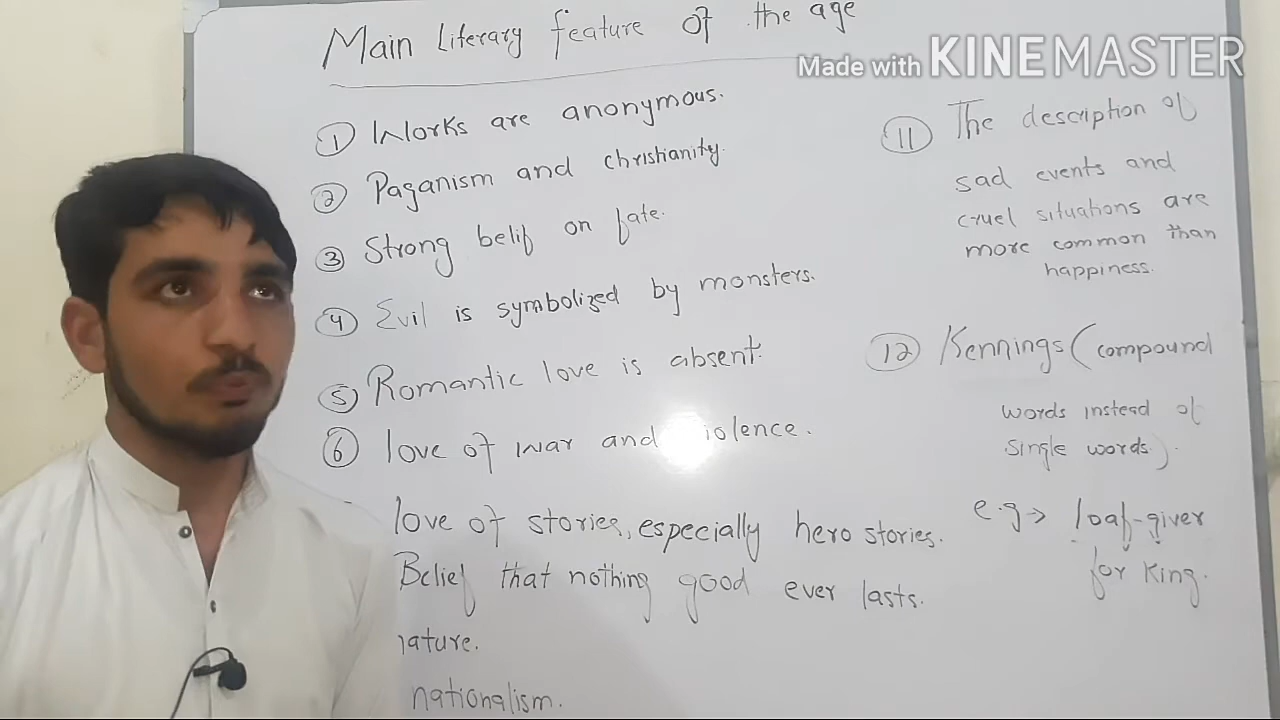 Main literary feature of the age
Made with KINEMASTER
① Works are anonymous.
② Paganism and christianity.
③ Strong belif on fate.
④ Evil is symbolized by monsters.
⑤ Romantic love is absent.
⑥ love of war and iolence.
love of stories, especially hero stories.
Belief that nothing good ever lasts.
ature.
nationalism.
⑪ The description of
sad events and
cruel situations are
more common than
happiness.
⑫ Kennings (compound
words instead of
single words).
e.g → loaf-giver
for King.